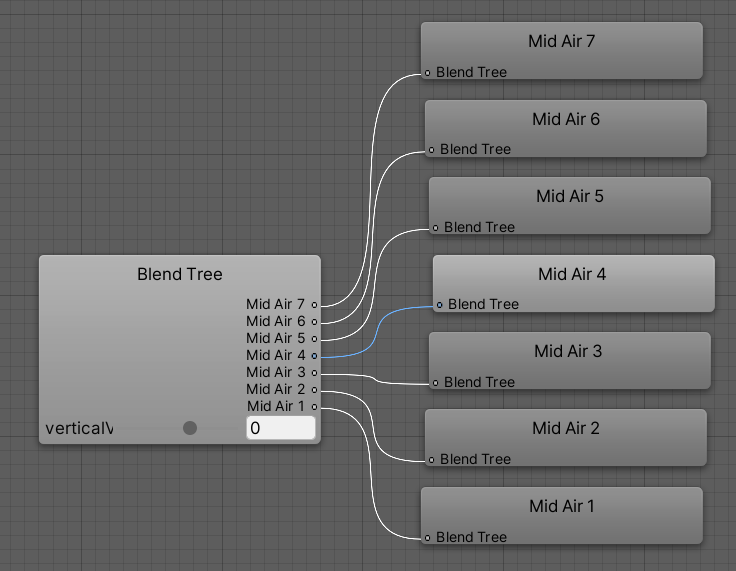 Mid Air 7
Blend Tree
Mid Air 6
Blend Tree
Mid Air 5
Blend Tree
Mid Air 4
Blend Tree
Mid Air 3
Blend Tree
Mid Air 2
Blend Tree
Mid Air 1
Blend Tree
Blend Tree
Mid Air 7
Mid Air 6
Mid Air 5
Mid Air 4
Mid Air 3
Mid Air 2
Mid Air 1
verticalV 0